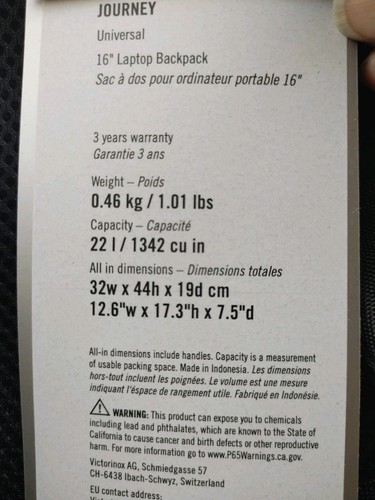 JOURNEY
Universal
16" Laptop Backpack
Sac à dos pour ordinateur portable 16"
3 years warranty
Garantie 3 ans
Weight – Poids
0.46 kg / 1.01 lbs
Capacity – Capacité
22 l / 1342 cu in
All in dimensions – Dimensions totales
32w x 44h x 19d cm
12.6"w x 17.3"h x 7.5"d
All-in dimensions include handles. Capacity is a measurement
of usable packing space. Made in Indonesia. Les dimensions
hors-tout incluent les poignées. Le volume est une mesure
indiquant l'éspace de rangement utile. Fabriqué en Indonésie.
WARNING: This product can expose you to chemicals
including lead and phthalates, which are known to the State of
California to cause cancer and birth defects or other reproductive
harm. For more information go to www.P65Warnings.ca.gov.
Victorinox AG, Schmiedgasse 57
CH-6438 Ibach-Schwyz, Switzerland
EU contact address: